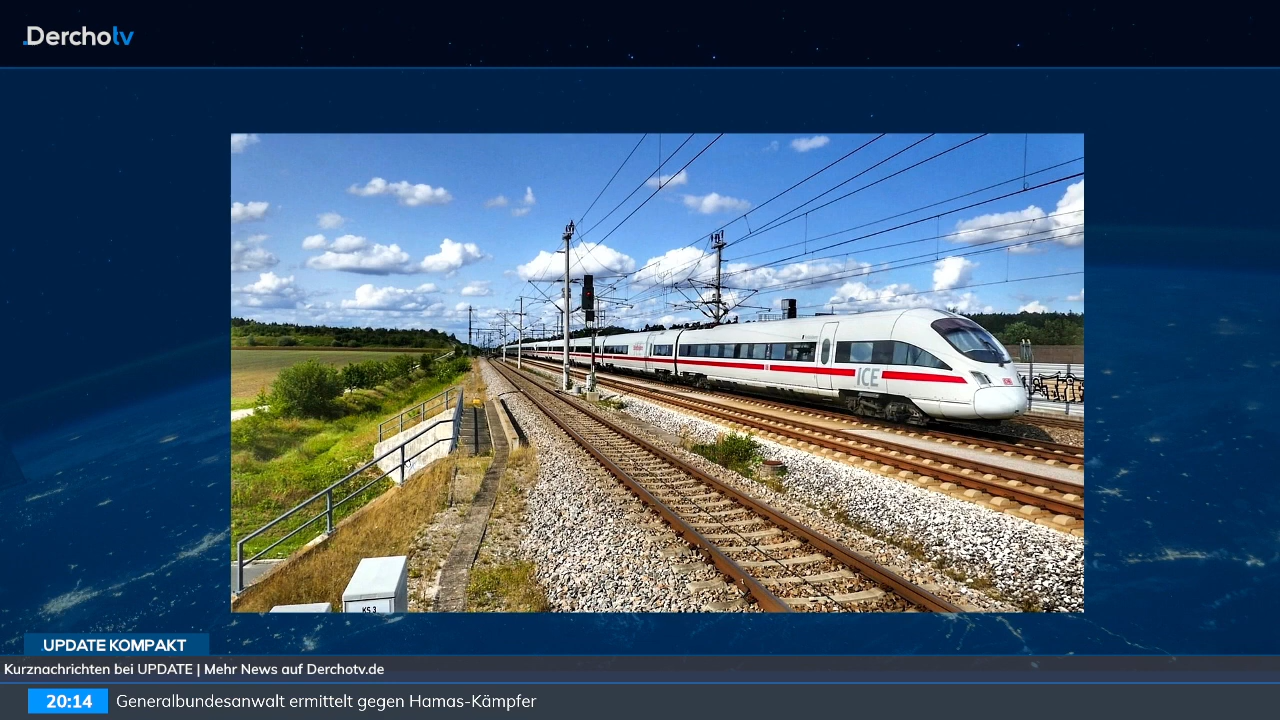 .Derchotv
ICE
DB
KS 3
UPDATE KOMPAKT
Kurznachrichten bei UPDATE | Mehr News auf Derchotv.de
20:14 Generalbundesanwalt ermittelt gegen Hamas-Kämpfer